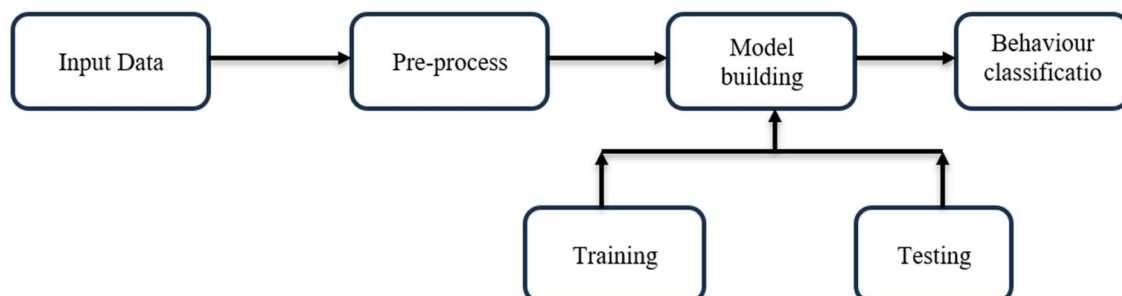 Input Data
Pre-process
Model
building
Behaviour
classificatio
Training
Testing